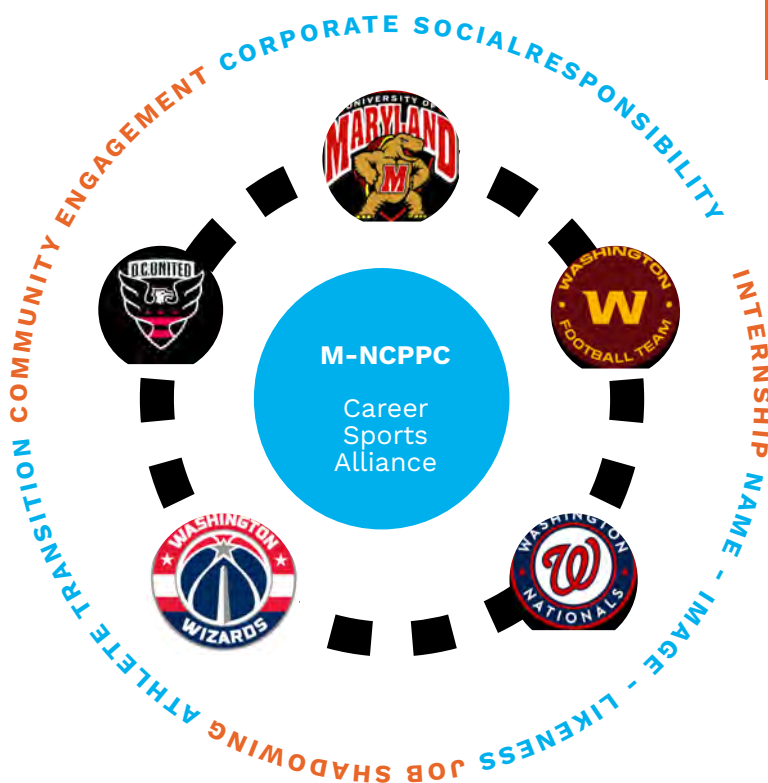 COMMUNITY ENGAGEMENT
CORPORATE SOCIALRESPONSIBILITY
INTERNSHIP
NAME - IMAGE - LIKENESS
JOB SHADOWING
ATHLETE TRANSITION
UNIVERSITY OF
MARYLAND
M
WASHINGTON
W
FOOTBALL TEAM
WASHINGTON
W
NATIONALS
WASHINGTON
WIZARDS
D.C.UNITED
M-NCPPC
Career
Sports
Alliance